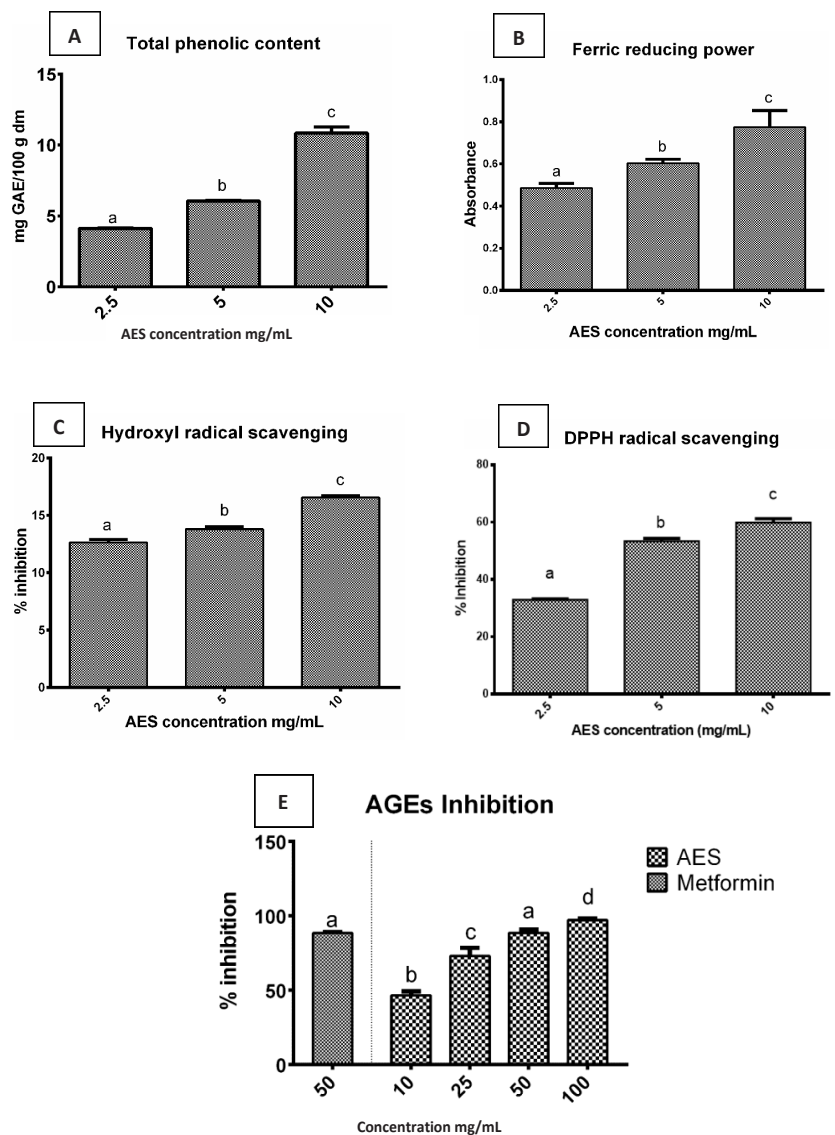 A
Total phenolic content
mg GAE/100 g dm
15
10
5
0
a
b
c
2.5
5
10
AES concentration mg/mL
B
Ferric reducing power
Absorbance
1.0
0.8
0.6
0.4
0.2
0.0
a
b
c
2.5
5
10
AES concentration mg/mL
C
Hydroxyl radical scavenging
% inhibition
20
15
10
5
0
a
b
c
2.5
5
10
AES concentration mg/mL
D
DPPH radical scavenging
% Inhibition
80
60
40
20
0
a
b
c
2.5
5
10
AES concentration (mg/mL)
E
AGEs Inhibition
% inhibition
150
100
50
0
a
b
c
a
d
50
10
25
50
100
Concentration mg/mL
AES
Metformin